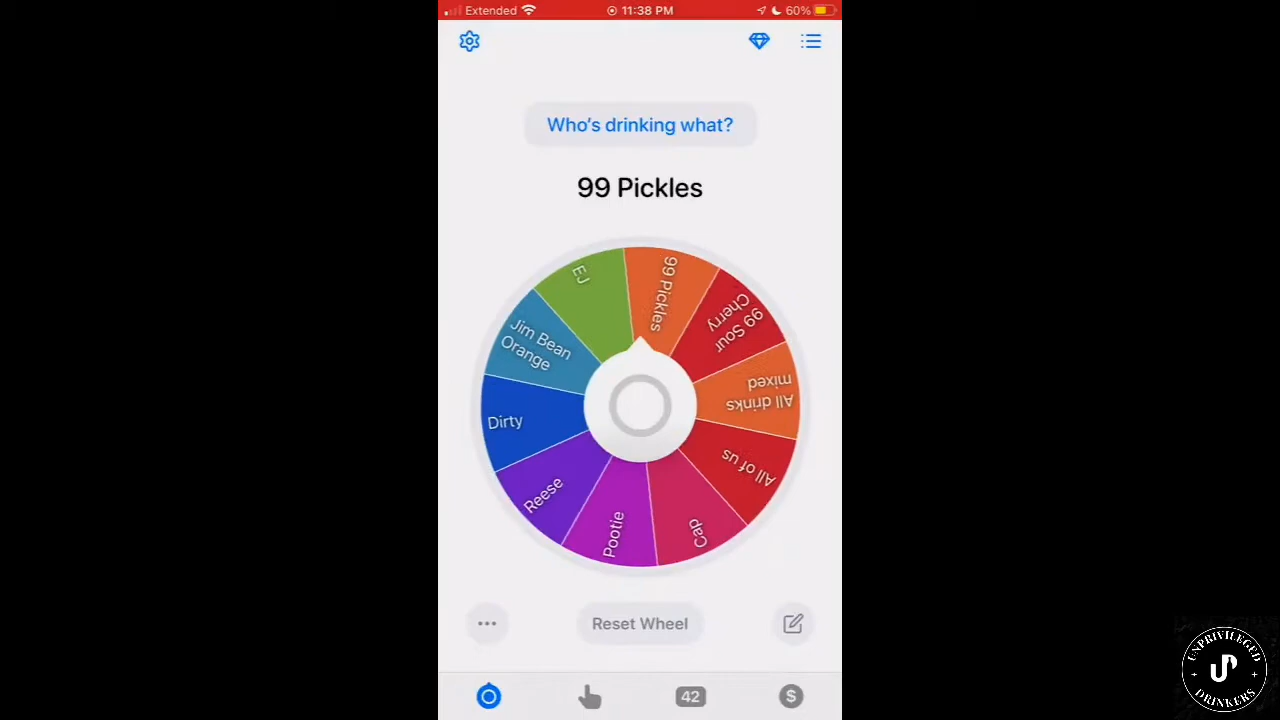 Extended 11:38 PM 60%
Who's drinking what?
99 Pickles
EJ
99 Pickles
99 Sour
Cherry
Jim Bean
Orange
All drinks
mixed
Dirty
All of us
Reese
Pootie
Cap
Reset Wheel
42
$
UNPRIVILEGED
UP
DRINKERS